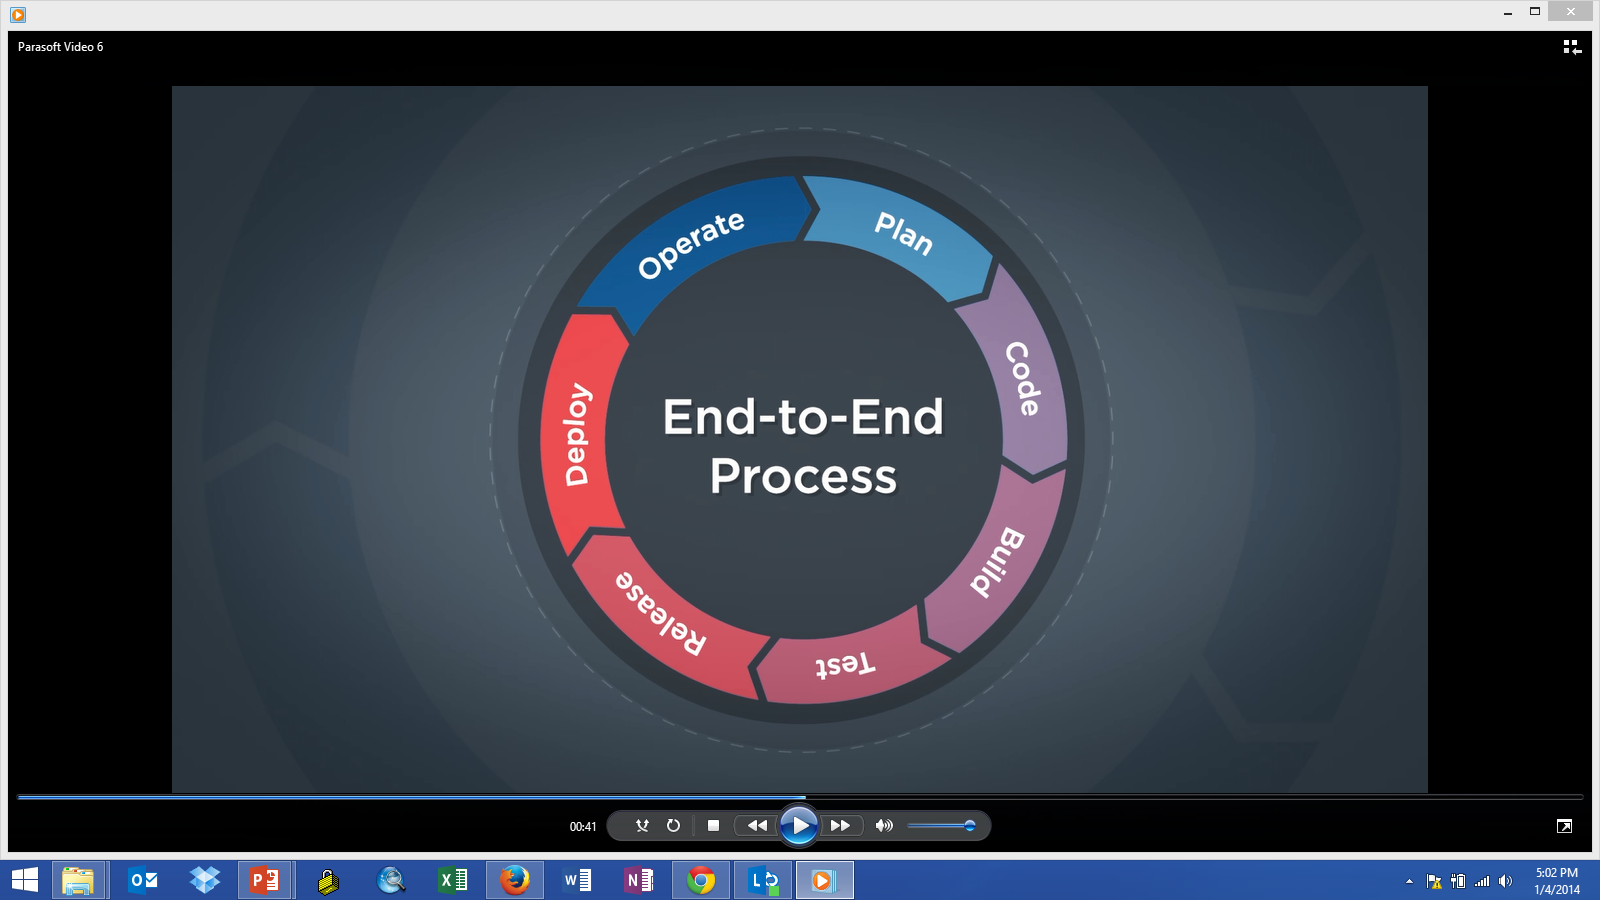 Parasoft Video 6
Operate
Plan
Code
Build
Test
Release
Deploy
End-to-End
Process
00:41
5:02 PM
1/4/2014